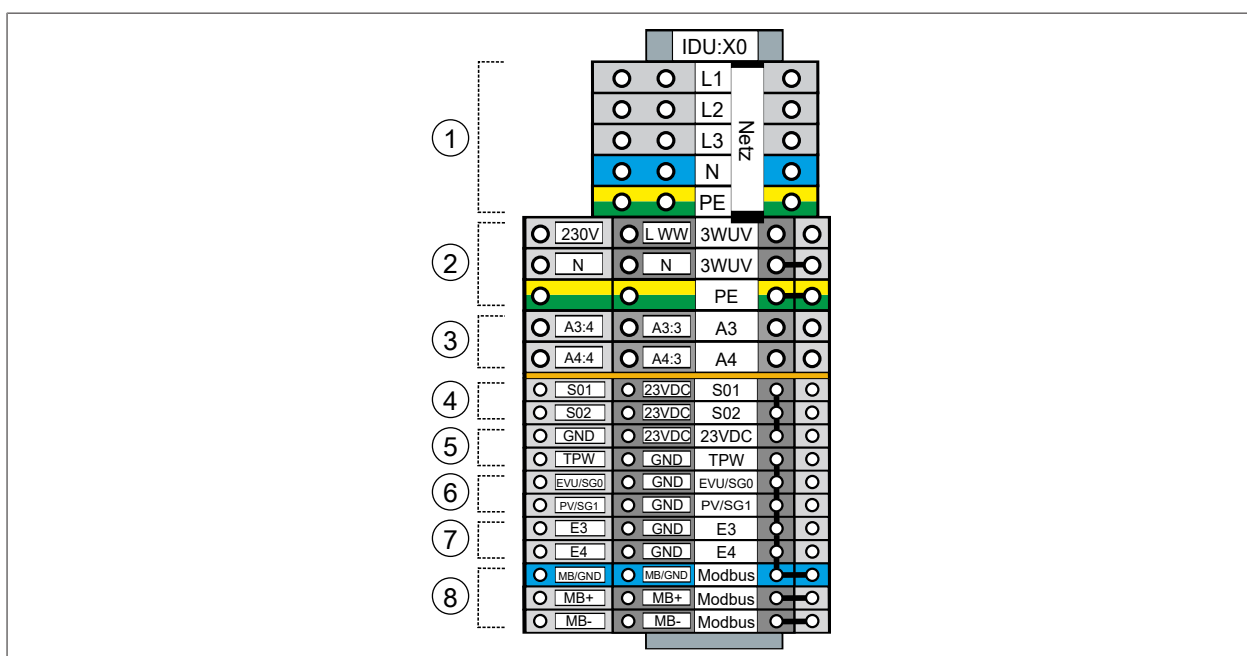 IDU:X0
L1
L2
L3
N
PE
Netz
1
230V L WW 3WUV
N N 3WUV
PE
2
A3:4 A3:3 A3
A4:4 A4:3 A4
3
S01 23VDC S01
S02 23VDC S02
4
GND 23VDC 23VDC
TPW GND TPW
5
EVU/SG0 GND EVU/SG0
PV/SG1 GND PV/SG1
6
E3 GND E3
E4 GND E4
7
MB/GND MB/GND Modbus
MB+ MB+ Modbus
MB- MB- Modbus
8